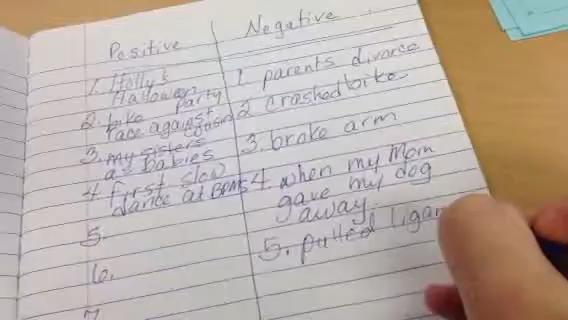 Positive
1. Holly's
Halloween
Party
2. bike
race against
cousin
3. my sisters
as babies
4. first slow
dance at BPMS
5.
6.
7
Negative
1 parents divorce
2 crashed bike
3. broke arm
4. when my Mom
gave my dog
away.
5. pulled